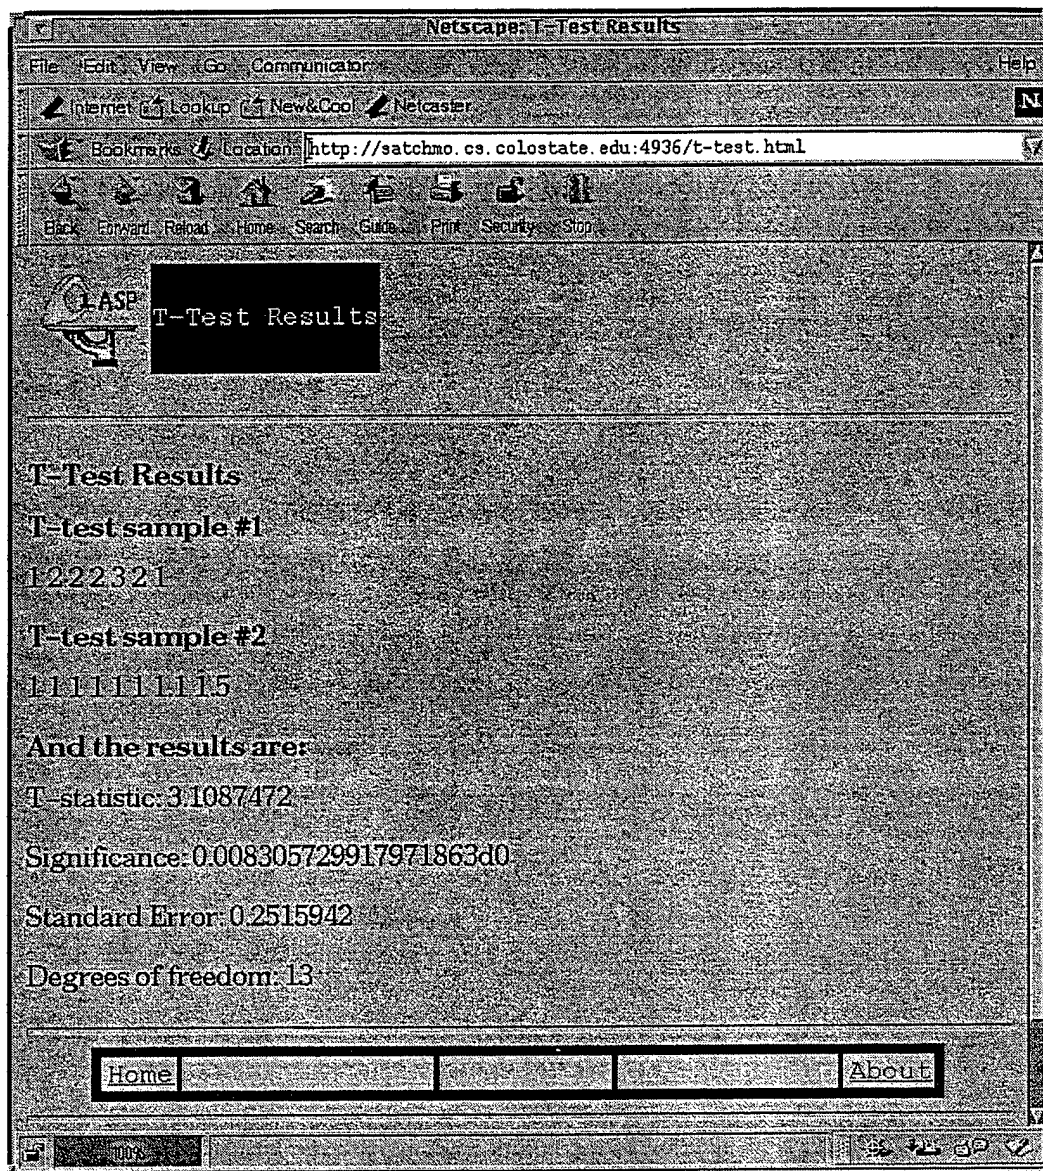 Netscape: T-Test Results
File Edit View Go Communicator Help
Internet Lookup New&Cool Netcaster N
Bookmarks Location: http://satchmo.cs.colostate.edu:4936/t-test.html
Back Forward Reload Home Search Guide Print Security Stop
ASP
T-Test Results
T-Test Results
T-test sample #1
1 2 2 2 3 2 1
T-test sample #2
1 1 1 1 1 1 1.1 1.5
And the results are:
T-statistic: 3.1087472
Significance: 0.008305729917971863d0
Standard Error: 0.2515942
Degrees of freedom: 13
Home About
100%